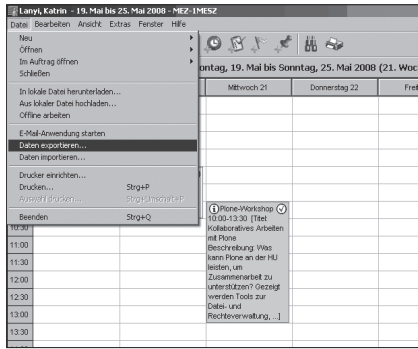 Lanyi, Katrin - 19. Mai bis 25. Mai 2008 - MEZ-1MESZ
Datei Bearbeiten Ansicht Extras Fenster Hilfe
Neu
Öffnen
Im Auftrag öffnen
Schließen
In lokale Datei herunterladen...
Aus lokaler Datei hochladen...
Offline arbeiten
E-Mail-Anwendung starten
Daten exportieren...
Daten importieren...
Drucker einrichten...
Drucken... Strg+P
Auswahl drucken... Strg+Umschalt+P
Beenden Strg+Q
ontag, 19. Mai bis Sonntag, 25. Mai 2008 (21. Woc
Mittwoch 21 Donnerstag 22 Frei
Plone-Workshop
10:00-13:30 [Titel
Kollaboratives Arbeiten
mit Plone
Beschreibung: Was
kann Plone an der HU
leisten, um
Zusammenarbeit zu
unterstützen? Gezeigt
werden Tools zur
Datei- und
Rechteverwaltung, ...]
10:30
11:00
11:30
12:00
12:30
13:00
13:30